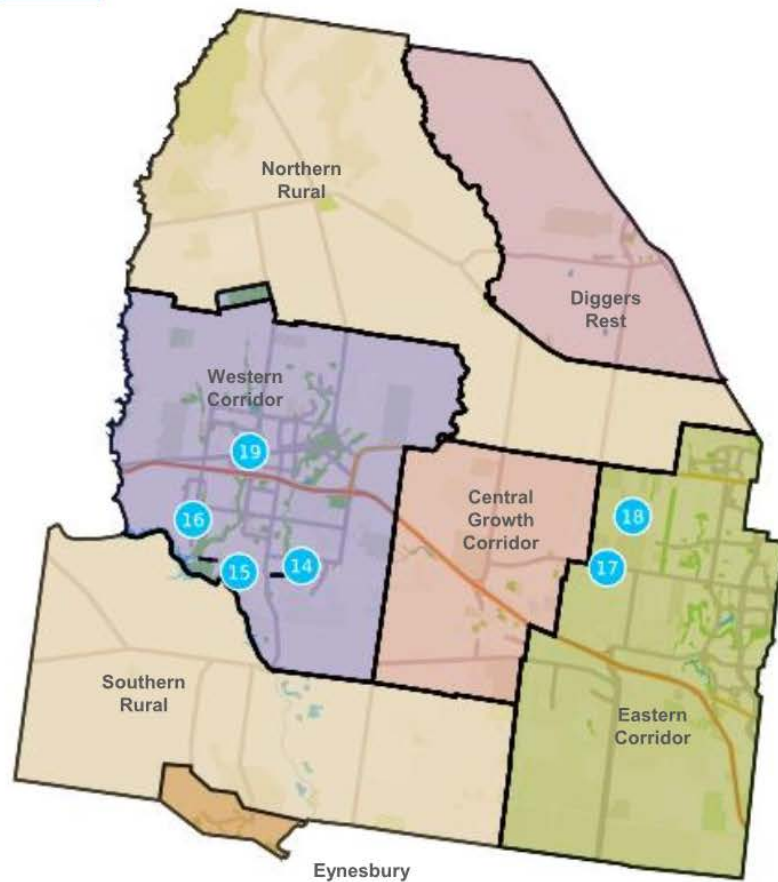 Northern
Rural
Diggers
Rest
Western
Corridor
19
Central
Growth
Corridor
16
18
15
14
17
Southern
Rural
Eastern
Corridor
Eynesbury